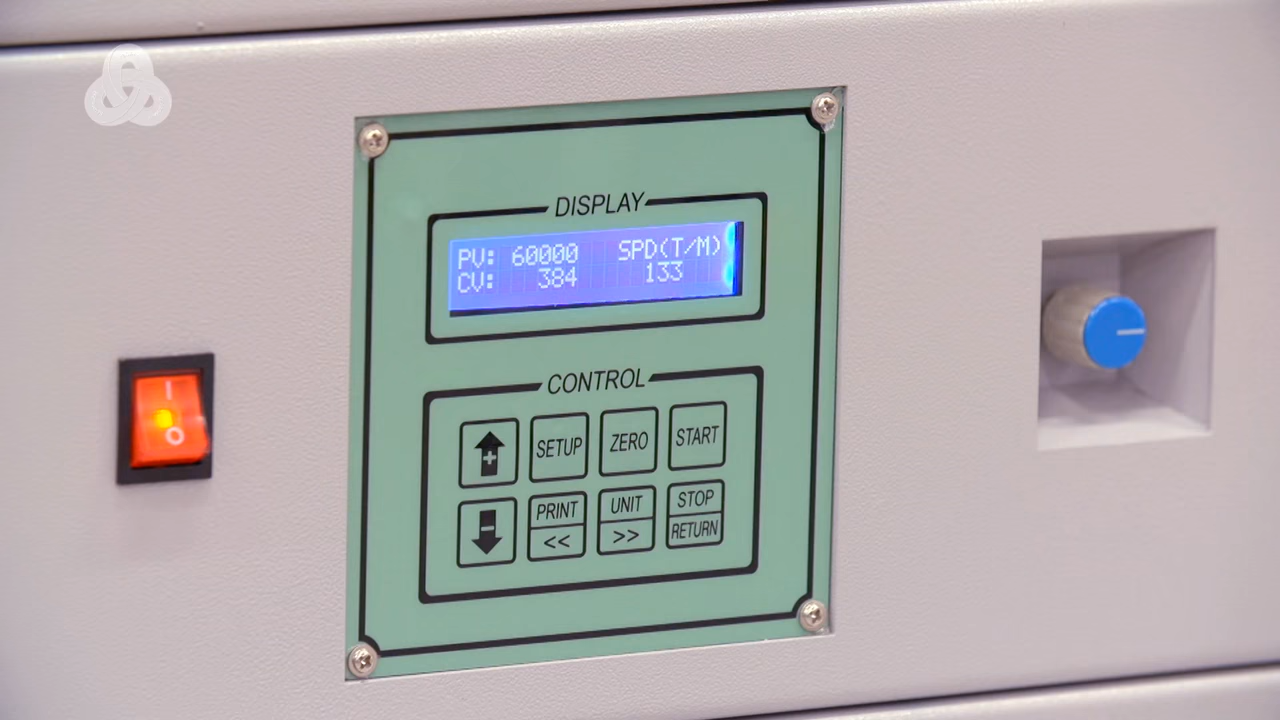 DISPLAY
PV: 60000 SPD(T/M)
CV: 384 133
CONTROL
+ SETUP ZERO START
- PRINT UNIT STOP
<< >> RETURN
I
O